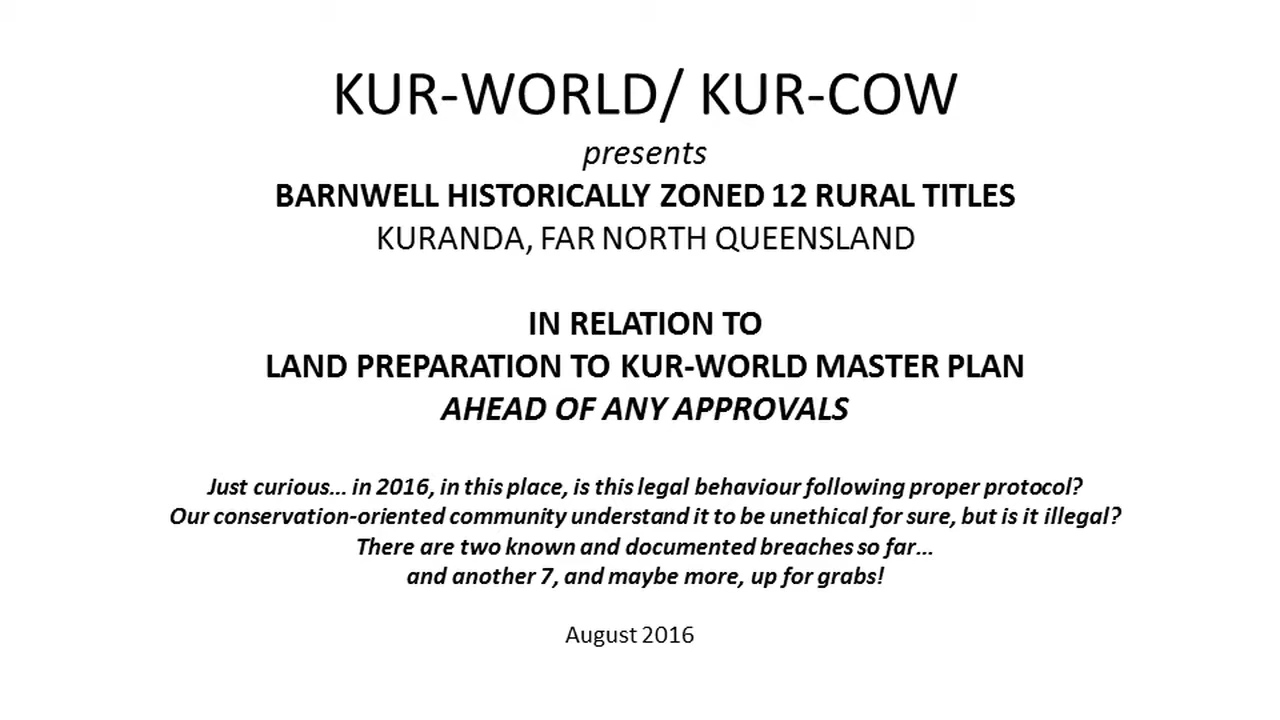 KUR-WORLD/ KUR-COW
presents
BARNWELL HISTORICALLY ZONED 12 RURAL TITLES
KURANDA, FAR NORTH QUEENSLAND
IN RELATION TO
LAND PREPARATION TO KUR-WORLD MASTER PLAN
AHEAD OF ANY APPROVALS
Just curious... in 2016, in this place, is this legal behaviour following proper protocol?
Our conservation-oriented community understand it to be unethical for sure, but is it illegal?
There are two known and documented breaches so far...
and another 7, and maybe more, up for grabs!
August 2016